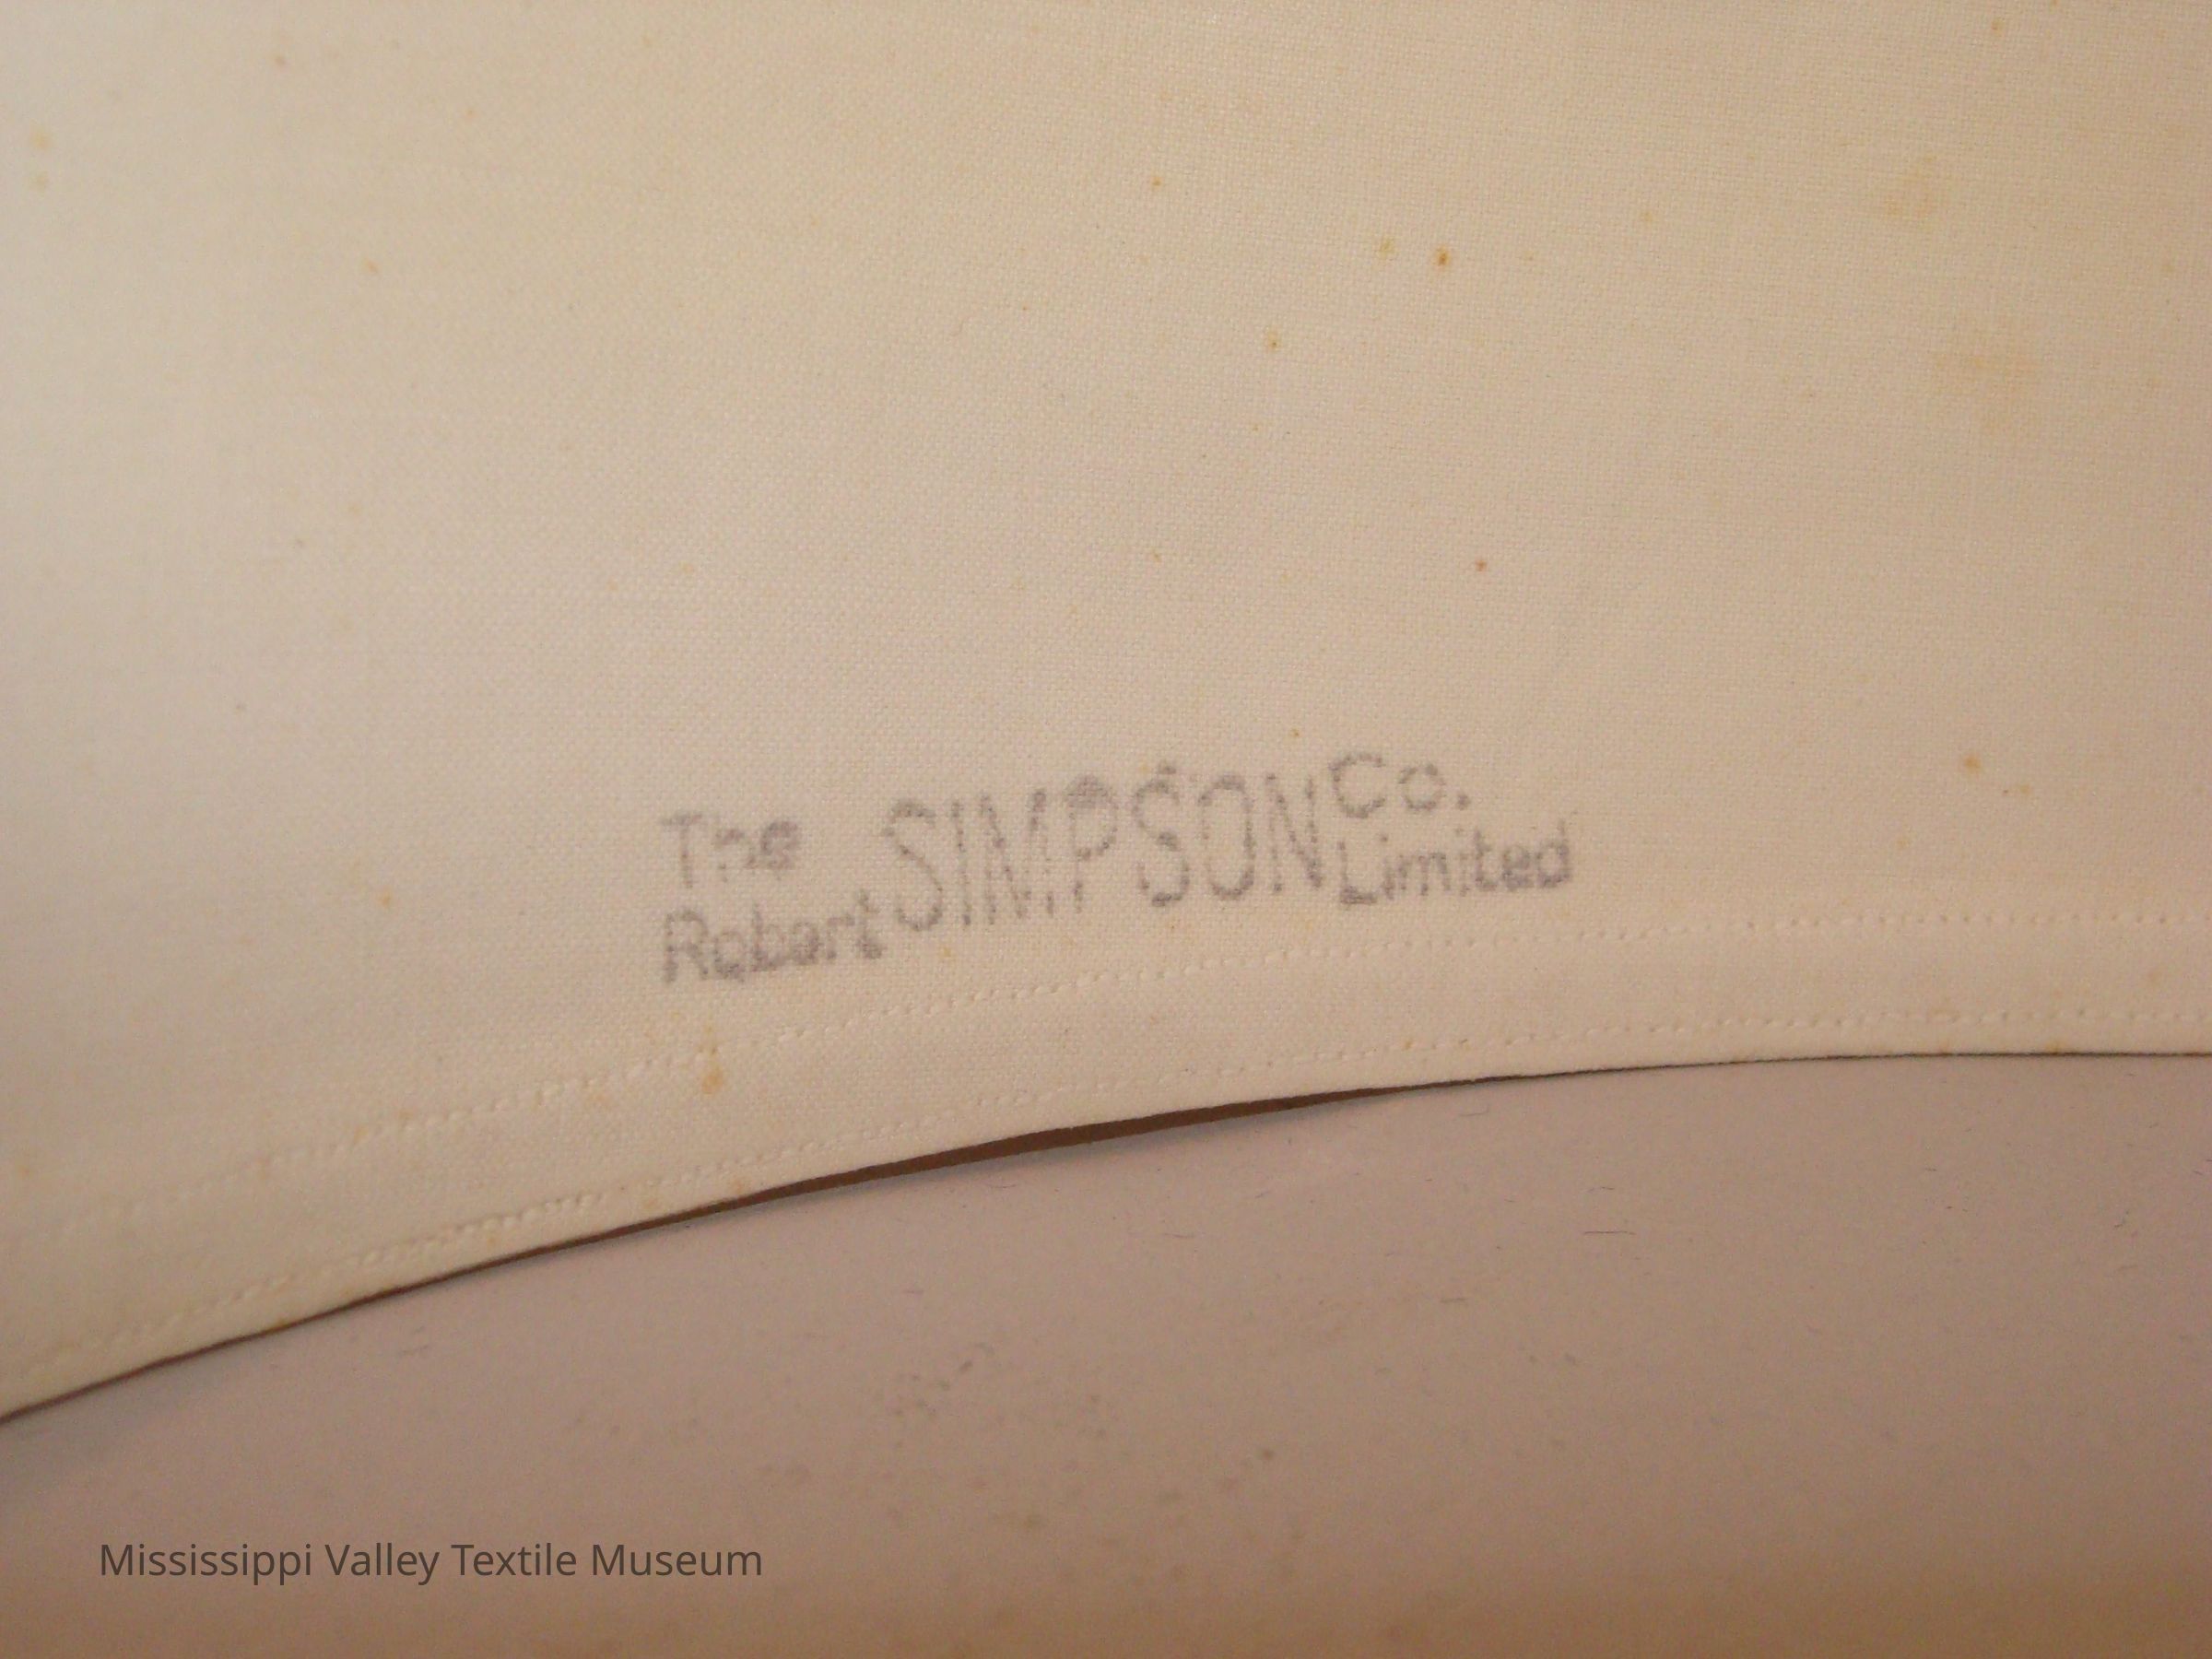 The
Robert SIMPSON Co.
Limited
Mississippi Valley Textile Museum